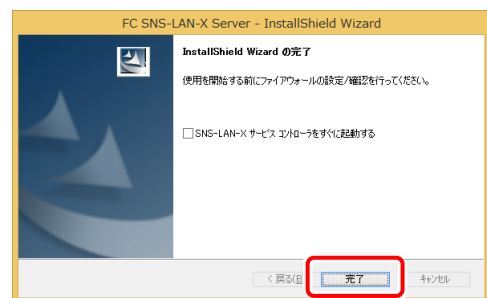 FC SNS-LAN-X Server - InstallShield Wizard
InstallShield Wizard の完了
使用を開始する前にファイアウォールの設定/確認を行ってください。
SNS-LAN-X サービス コントローラをすぐに起動する
< 戻る(B 完了 キャンセル